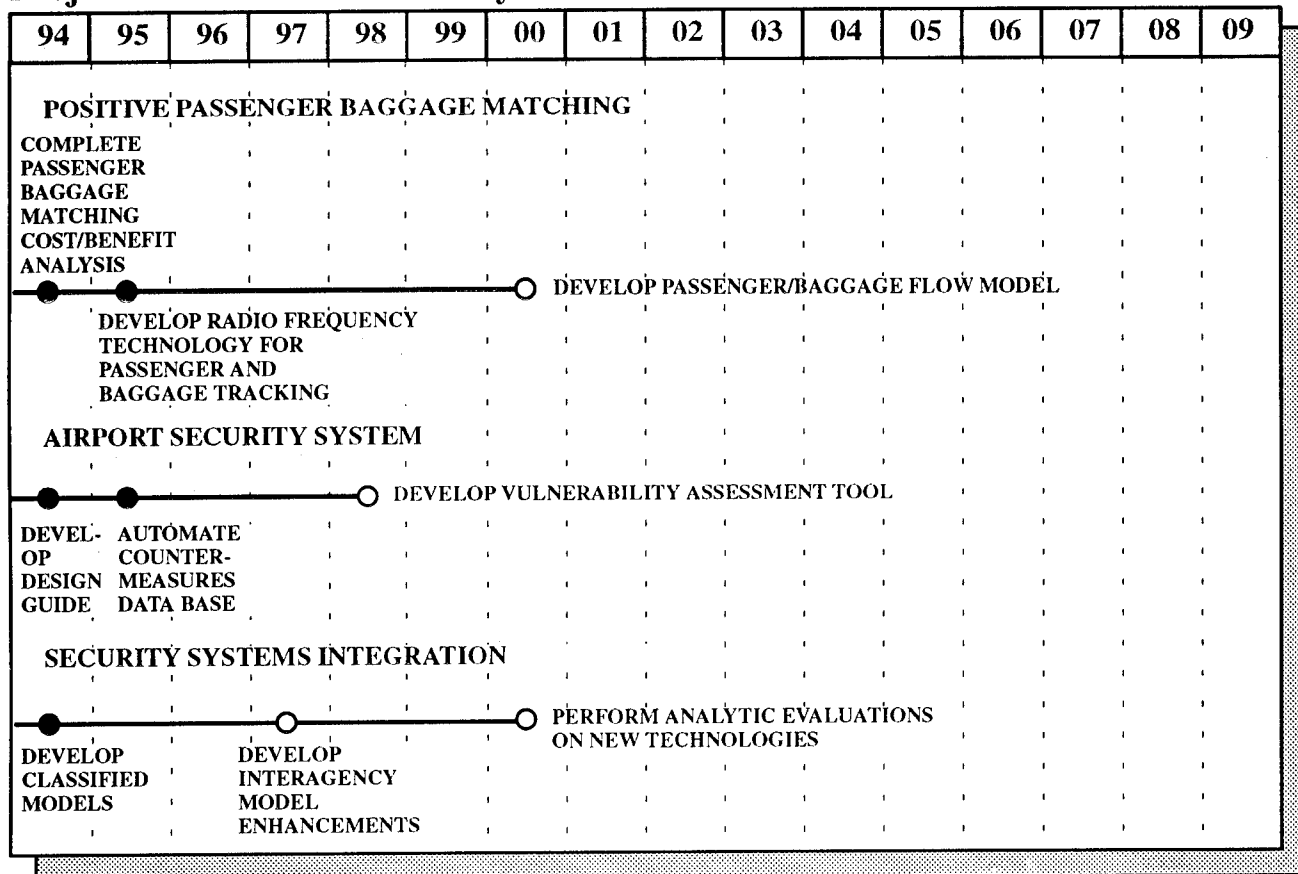 94 95 96 97 98 99 00 01 02 03 04 05 06 07 08 09
POSITIVE PASSENGER BAGGAGE MATCHING
COMPLETE
PASSENGER
BAGGAGE
MATCHING
COST/BENEFIT
ANALYSIS
DEVELOP PASSENGER/BAGGAGE FLOW MODEL
DEVELOP RADIO FREQUENCY
TECHNOLOGY FOR
PASSENGER AND
BAGGAGE TRACKING
AIRPORT SECURITY SYSTEM
DEVELOP VULNERABILITY ASSESSMENT TOOL
DEVEL-
OP
DESIGN
GUIDE
AUTOMATE
COUNTER-
MEASURES
DATA BASE
SECURITY SYSTEMS INTEGRATION
PERFORM ANALYTIC EVALUATIONS
ON NEW TECHNOLOGIES
DEVELOP
CLASSIFIED
MODELS
DEVELOP
INTERAGENCY
MODEL
ENHANCEMENTS